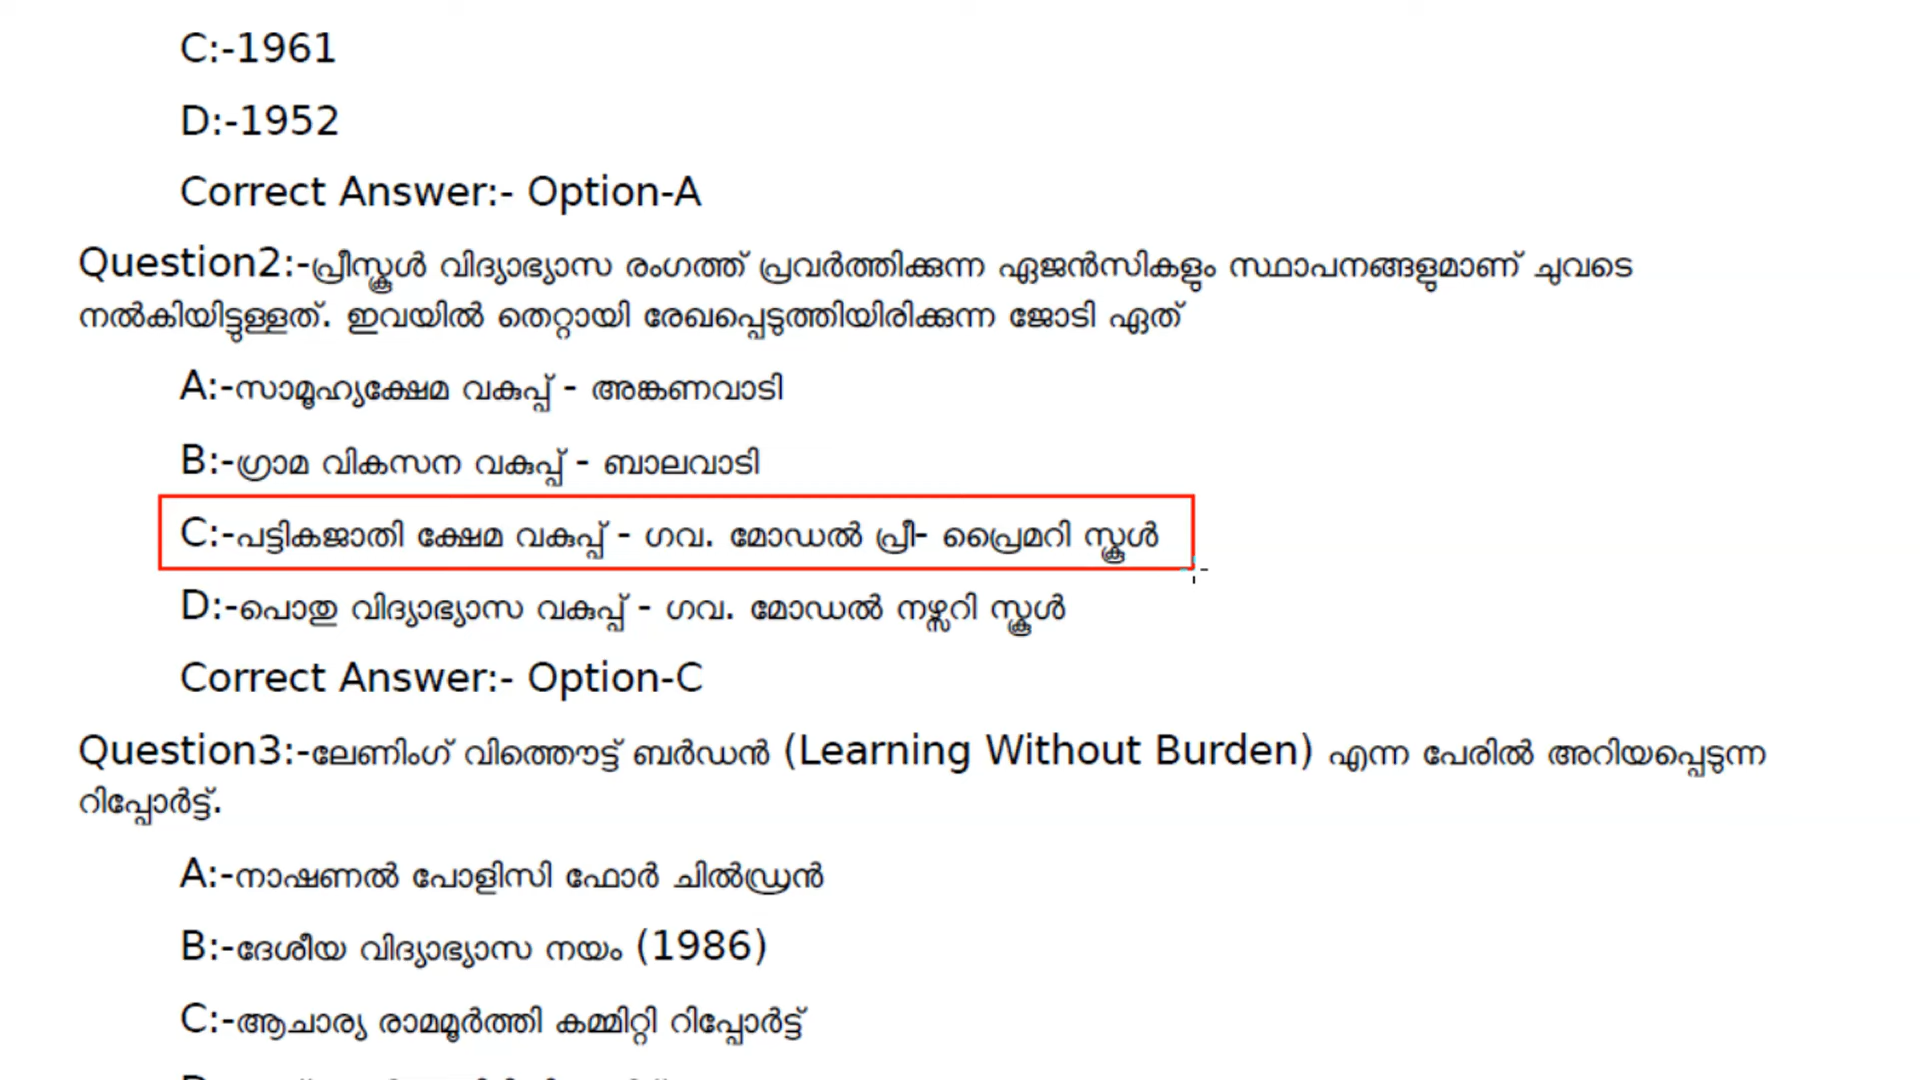 C:-1961
D:-1952
Correct Answer:- Option-A
Question2:-പ്രീസ്കൂൾ വിദ്യാഭ്യാസ രംഗത്ത് പ്രവർത്തിക്കുന്ന ഏജൻസികളും സ്ഥാപനങ്ങളുമാണ് ചുവടെ
നൽകിയിട്ടുള്ളത്. ഇവയിൽ തെറ്റായി രേഖപ്പെടുത്തിയിരിക്കുന്ന ജോടി ഏത്
A:-സാമൂഹ്യക്ഷേമ വകുപ്പ് - അങ്കണവാടി
B:-ഗ്രാമ വികസന വകുപ്പ് - ബാലവാടി
C:-പട്ടികജാതി ക്ഷേമ വകുപ്പ് - ഗവ. മോഡൽ പ്രീ- പ്രൈമറി സ്കൂൾ
D:-പൊതു വിദ്യാഭ്യാസ വകുപ്പ് - ഗവ. മോഡൽ നഴ്സറി സ്കൂൾ
Correct Answer:- Option-C
Question3:-ലേണിംഗ് വിത്തൌട്ട് ബർഡൻ (Learning Without Burden) എന്ന പേരിൽ അറിയപ്പെടുന്ന
റിപ്പോർട്ട്.
A:-നാഷണൽ പോളിസി ഫോർ ചിൽഡ്രൻ
B:-ദേശീയ വിദ്യാഭ്യാസ നയം (1986)
C:-ആചാര്യ രാമമൂർത്തി കമ്മിറ്റി റിപ്പോർട്ട്